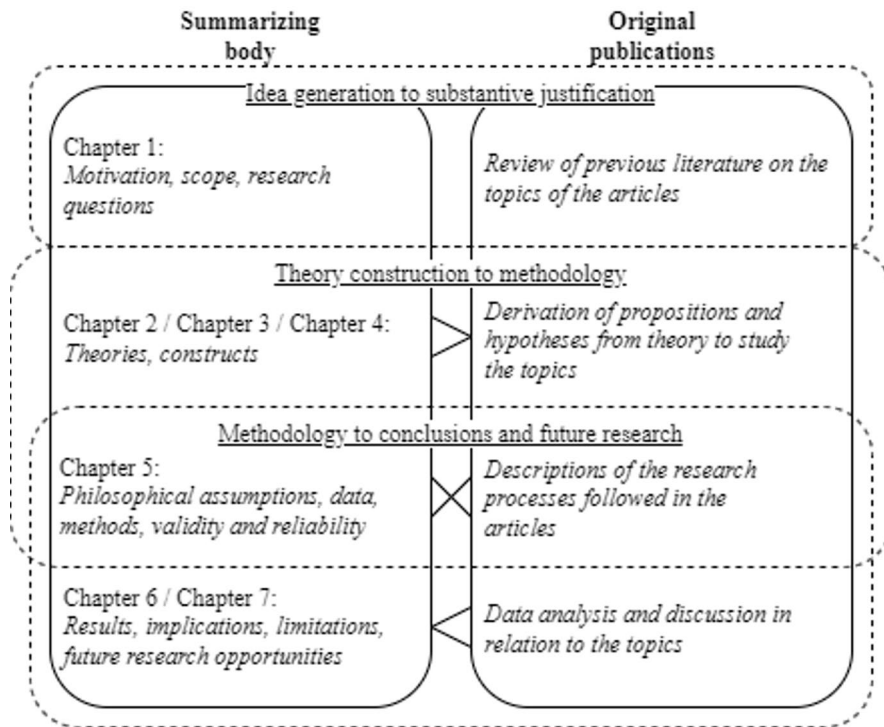 Summarizing
body
Original
publications
Idea generation to substantive justification
Chapter 1:
Motivation, scope, research
questions
Review of previous literature on the
topics of the articles
Theory construction to methodology
Chapter 2 / Chapter 3 / Chapter 4:
Theories, constructs
Derivation of propositions and
hypotheses from theory to study
the topics
Methodology to conclusions and future research
Chapter 5:
Philosophical assumptions, data,
methods, validity and reliability
Descriptions of the research
processes followed in the
articles
Chapter 6 / Chapter 7:
Results, implications, limitations,
future research opportunities
Data analysis and discussion in
relation to the topics